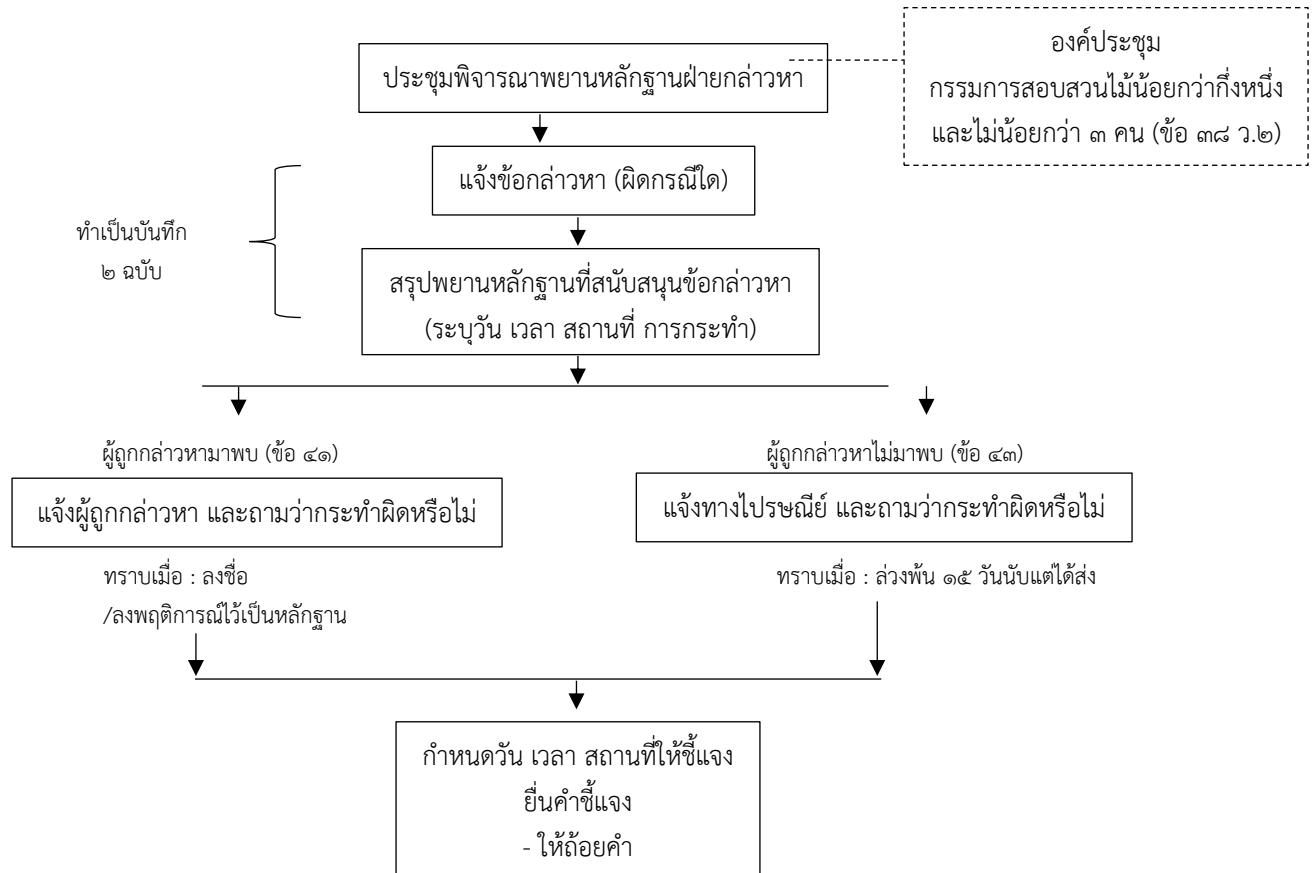 องค์ประชุม
กรรมการสอบสวนไม้น้อยกว่ากึ่งหนึ่ง
และไม่น้อยกว่า ๓ คน (ข้อ ๓๘ ว.๒)
ประชุมพิจารณาพยานหลักฐานฝ่ายกล่าวหา
แจ้งข้อกล่าวหา (ผิดกรณีใด)
ทำเป็นบันทึก
๒ ฉบับ
สรุปพยานหลักฐานที่สนับสนุนข้อกล่าวหา
(ระบุวัน เวลา สถานที่ การกระทำ)
ผู้ถูกกล่าวหามาพบ (ข้อ ๔๑)
แจ้งผู้ถูกกล่าวหา และถามว่ากระทำผิดหรือไม่
ทราบเมื่อ : ลงชื่อ
/ลงพฤติการณ์ไว้เป็นหลักฐาน
ผู้ถูกกล่าวหาไม่มาพบ (ข้อ ๔๓)
แจ้งทางไปรษณีย์ และถามว่ากระทำผิดหรือไม่
ทราบเมื่อ : ล่วงพ้น ๑๕ วันนับแต่ได้ส่ง
กำหนดวัน เวลา สถานที่ให้ชี้แจง
ยื่นคำชี้แจง
- ให้ถ้อยคำ